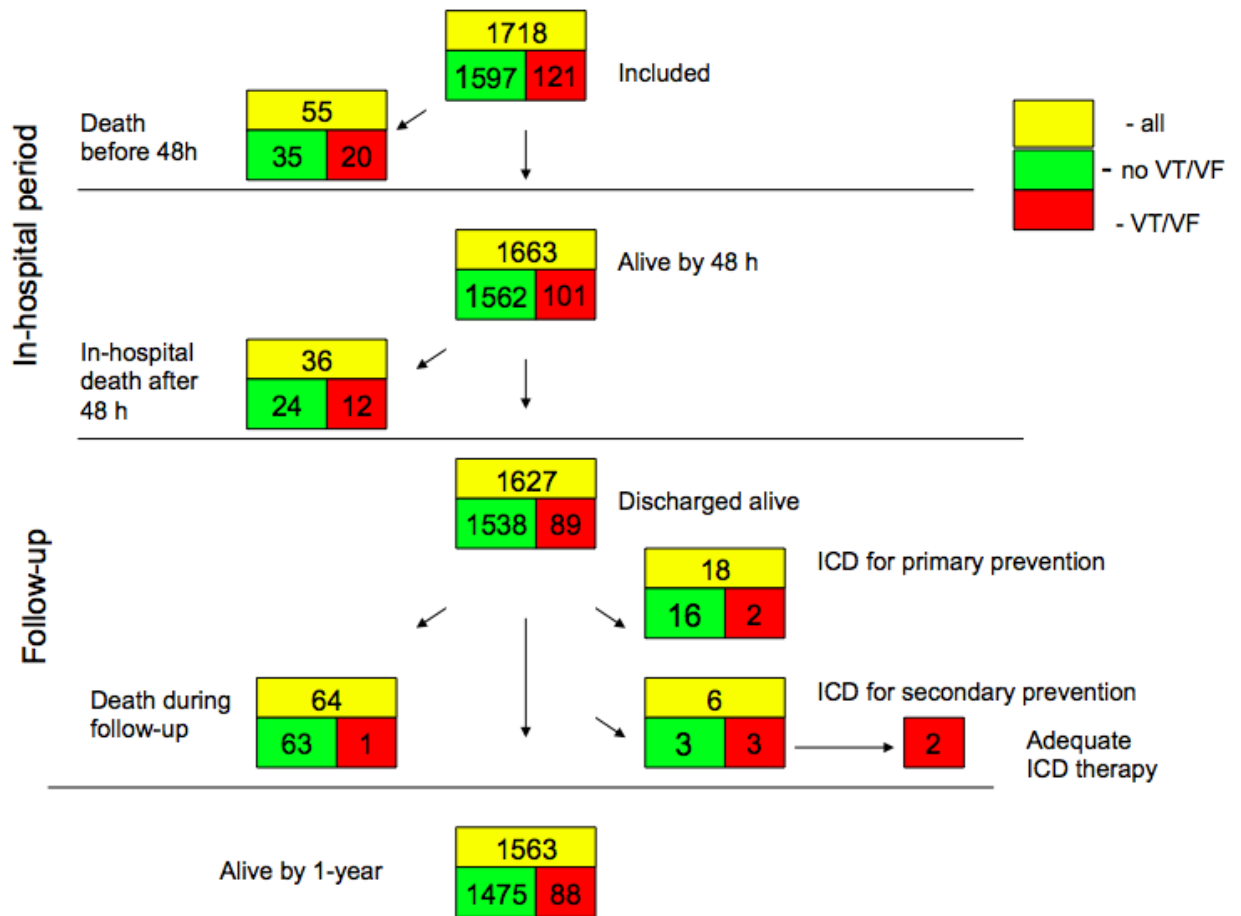 1718
1597 121
Included
55
35 20
Death
before 48h
- all
- no VT/VF
- VT/VF
In-hospital period
1663
1562 101
Alive by 48 h
36
24 12
In-hospital
death after
48 h
1627
1538 89
Discharged alive
18
16 2
ICD for primary prevention
Follow-up
64
63 1
Death during
follow-up
6
3 3
ICD for secondary prevention
2
Adequate
ICD therapy
1563
1475 88
Alive by 1-year